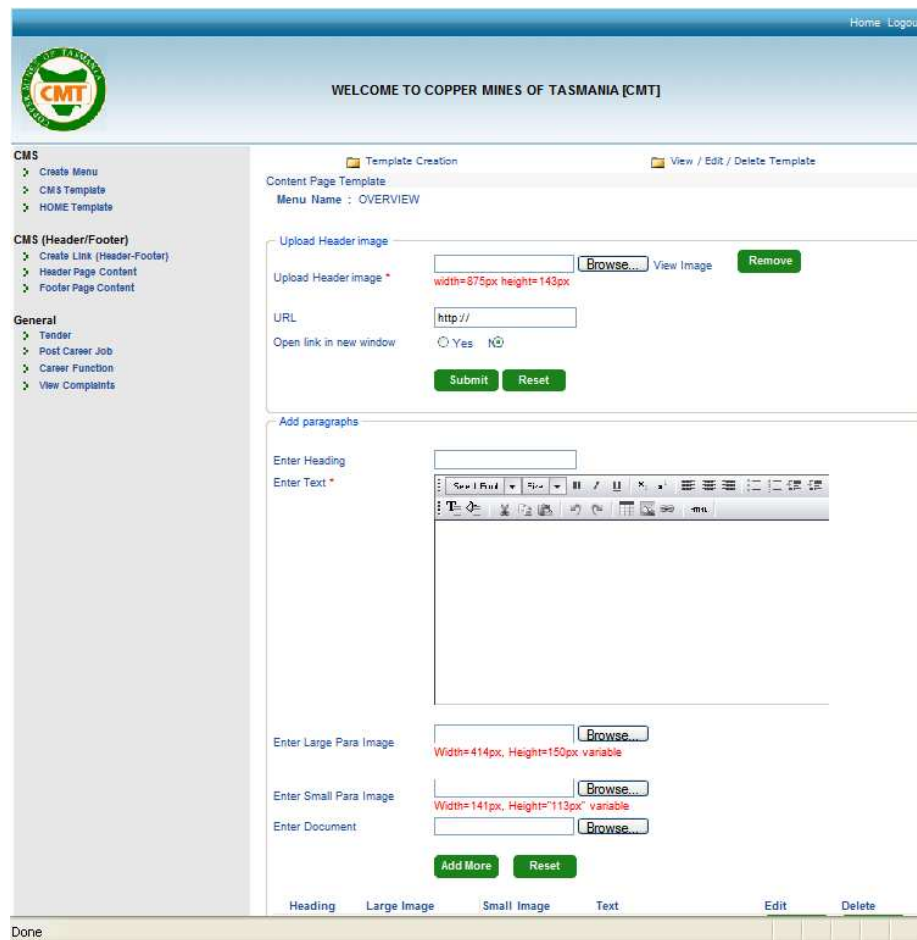 Home Logou
COPPER MINES OF TASMANIA
CMT
WELCOME TO COPPER MINES OF TASMANIA [CMT]
CMS
Create Menu
CMS Template
HOME Template
CMS (Header/Footer)
Create Link (Header-Footer)
Header Page Content
Footer Page Content
General
Tender
Post Career Job
Career Function
View Complaints
Template Creation View / Edit / Delete Template
Content Page Template
Menu Name : OVERVIEW
Upload Header image
Upload Header image * Browse... View Image Remove
width=875px height=143px
URL http://
Open link in new window Yes No
Submit Reset
Add paragraphs
Enter Heading
Enter Text *
Enter Large Para Image Browse...
Width=414px, Height=150px variable
Enter Small Para Image Browse...
Width=141px, Height="113px" variable
Enter Document Browse...
Add More Reset
Heading Large Image Small Image Text Edit Delete
Done